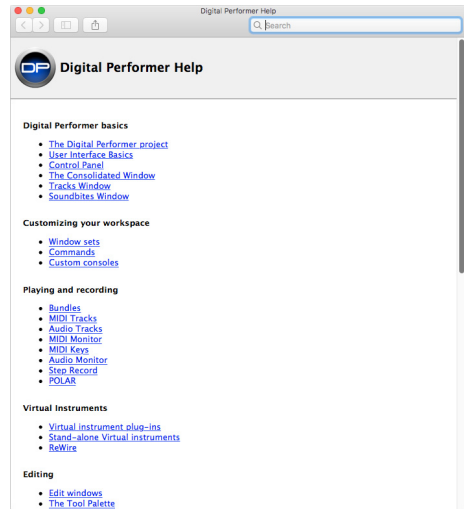 Digital Performer Help
Search
DP
Digital Performer Help
Digital Performer basics
• The Digital Performer project
• User Interface Basics
• Control Panel
• The Consolidated Window
• Tracks Window
• Soundbites Window
Customizing your workspace
• Window sets
• Commands
• Custom consoles
Playing and recording
• Bundles
• MIDI Tracks
• Audio Tracks
• MIDI Monitor
• MIDI Keys
• Audio Monitor
• Step Record
• POLAR
Virtual Instruments
• Virtual instrument plug-ins
• Stand-alone Virtual instruments
• ReWire
Editing
• Edit windows
• The Tool Palette